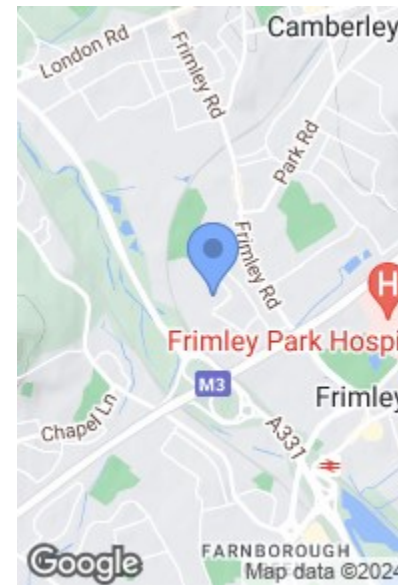 Camberley
London Rd
Frimley Rd
Park Rd
Frimley Rd
H
Frimley Park Hospi
M3
Frimley
Chapel Ln
A331
FARNBOROUGH
Google
Map data ©2024